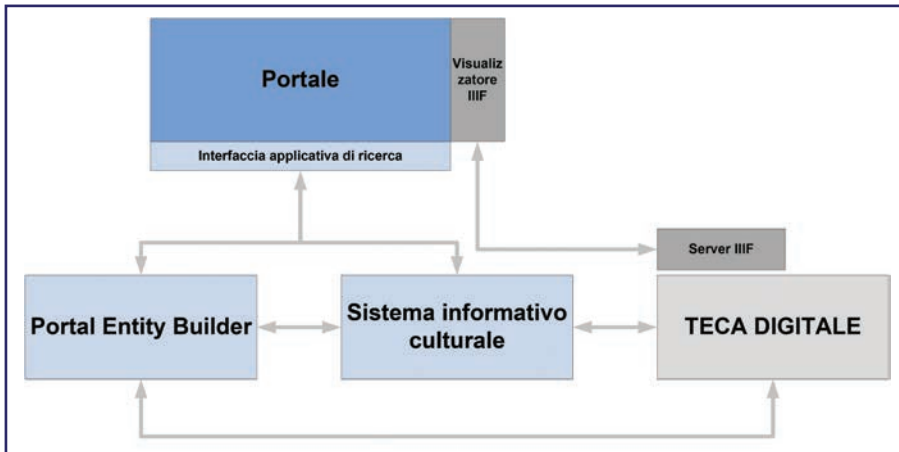 Portale
Visualiz
zatore
IIIF
Interfaccia applicativa di ricerca
Server IIIF
Portal Entity Builder
Sistema informativo
culturale
TECA DIGITALE